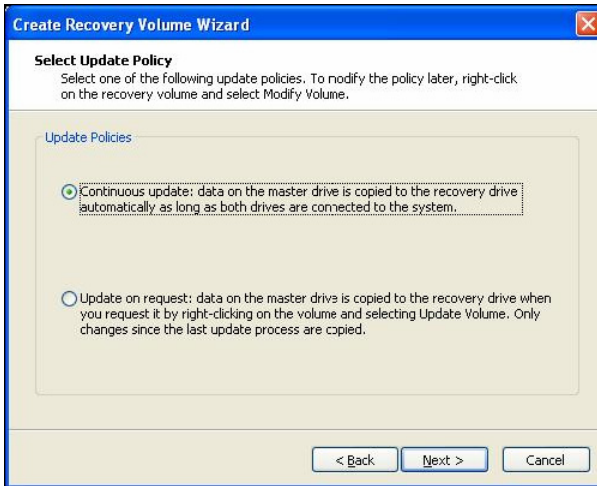 Create Recovery Volume Wizard
Select Update Policy
Select one of the following update policies. To modify the policy later, right-click
on the recovery volume and select Modify Volume.
Update Policies
Continuous update: data on the master drive is copied to the recovery drive
automatically as long as both drives are connected to the system.
Update on request: data on the master drive is copied to the recovery drive when
you request it by right-clicking on the volume and selecting Update Volume. Only
changes since the last update process are copied.
< Back
Next >
Cancel